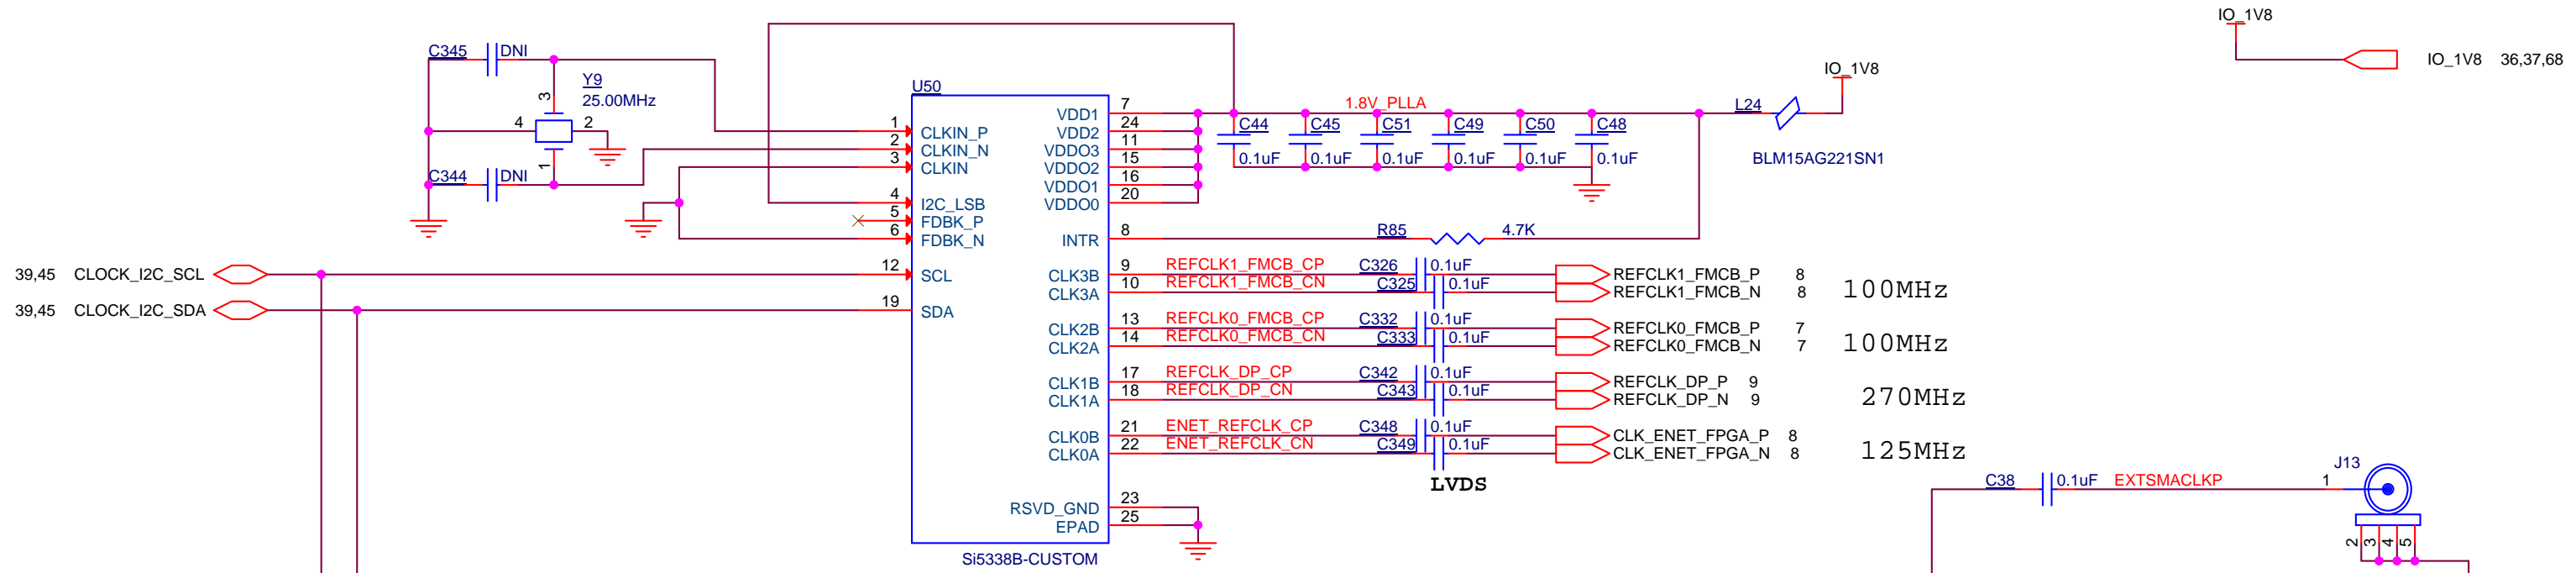 IO_1V8
IO_1V8 36,37,68
C345 DNI
Y9
25.00MHz
3
4 2
1
C344 DNI
U50
1 CLKIN_P
2 CLKIN_N
3 CLKIN
4 I2C_LSB
5 FDBK_P
6 FDBK_N
12 SCL
19 SDA
39,45 CLOCK_I2C_SCL
39,45 CLOCK_I2C_SDA
VDD1 7
VDD2 24
VDDO3 11
VDDO2 15
VDDO1 16
VDDO0 20
INTR 8
CLK3B 9
CLK3A 10
CLK2B 13
CLK2A 14
CLK1B 17
CLK1A 18
CLK0B 21
CLK0A 22
RSVD_GND 23
EPAD 25
Si5338B-CUSTOM
1.8V_PLLA
C44 C45 C51 C49 C50 C48
0.1uF 0.1uF 0.1uF 0.1uF 0.1uF 0.1uF
L24
IO_1V8
BLM15AG221SN1
R85 4.7K
REFCLK1_FMCB_CP C326 0.1uF REFCLK1_FMCB_P 8
REFCLK1_FMCB_CN C325 0.1uF REFCLK1_FMCB_N 8
100MHz
REFCLK0_FMCB_CP C332 0.1uF REFCLK0_FMCB_P 7
REFCLK0_FMCB_CN C333 0.1uF REFCLK0_FMCB_N 7
100MHz
REFCLK_DP_CP C342 0.1uF REFCLK_DP_P 9
REFCLK_DP_CN C343 0.1uF REFCLK_DP_N 9
270MHz
ENET_REFCLK_CP C348 0.1uF CLK_ENET_FPGA_P 8
ENET_REFCLK_CN C349 0.1uF CLK_ENET_FPGA_N 8
125MHz
LVDS
C38 0.1uF EXTSMACLKP 1
J13
2 3 4 5